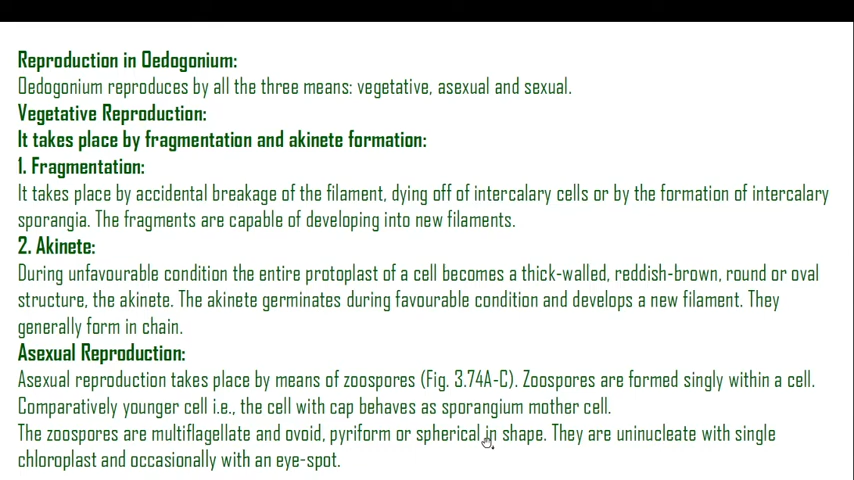 Reproduction in Oedogonium:
Oedogonium reproduces by all the three means: vegetative, asexual and sexual.
Vegetative Reproduction:
It takes place by fragmentation and akinete formation:
1. Fragmentation:
It takes place by accidental breakage of the filament, dying off of intercalary cells or by the formation of intercalary
sporangia. The fragments are capable of developing into new filaments.
2. Akinete:
During unfavourable condition the entire protoplast of a cell becomes a thick-walled, reddish-brown, round or oval
structure, the akinete. The akinete germinates during favourable condition and develops a new filament. They
generally form in chain.
Asexual Reproduction:
Asexual reproduction takes place by means of zoospores (Fig. 3.74A-C). Zoospores are formed singly within a cell.
Comparatively younger cell i.e., the cell with cap behaves as sporangium mother cell.
The zoospores are multiflagellate and ovoid, pyriform or spherical in shape. They are uninucleate with single
chloroplast and occasionally with an eye-spot.